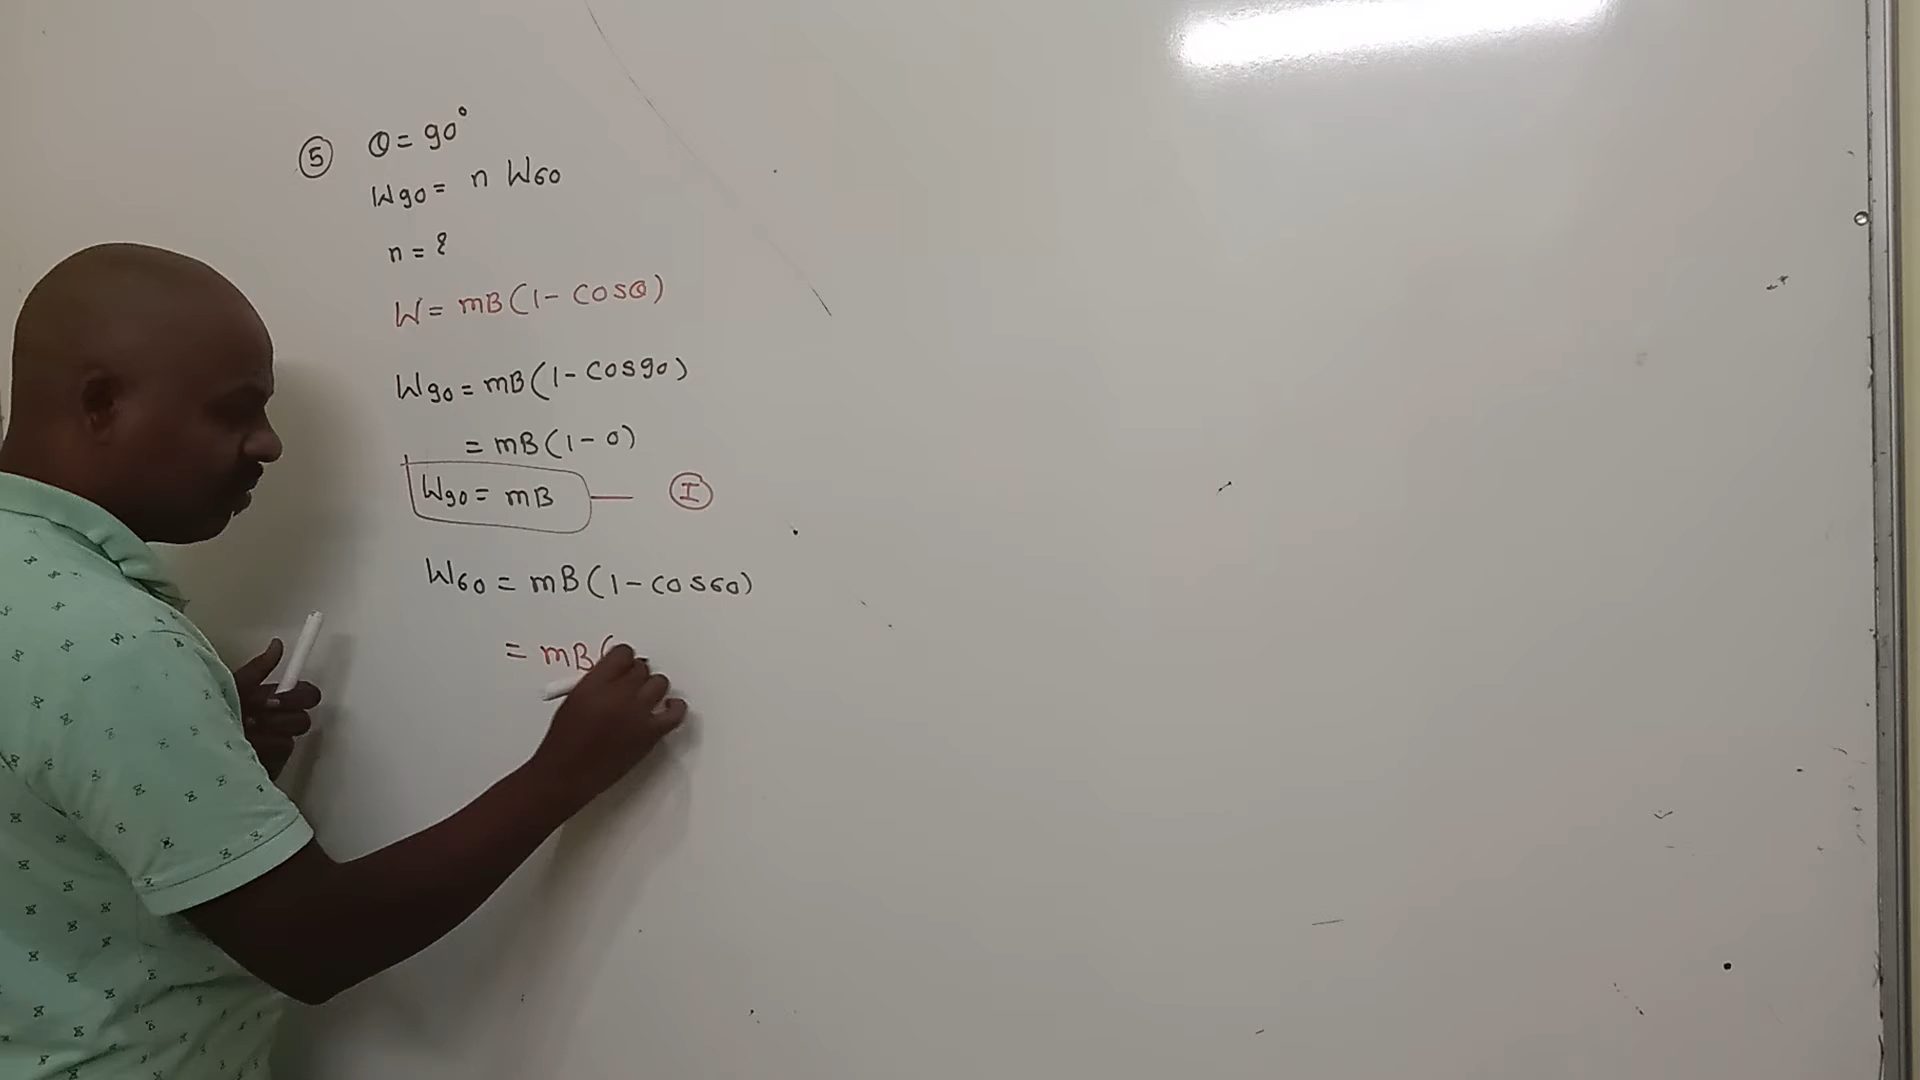 ⑤ θ = 90°
W90 = n W60
n = ?
W = mB(1 - cosθ)
W90 = mB(1 - cos90)
= mB(1 - 0)
W90 = mB — Ⓘ
W60 = mB(1 - cos60)
= mB(